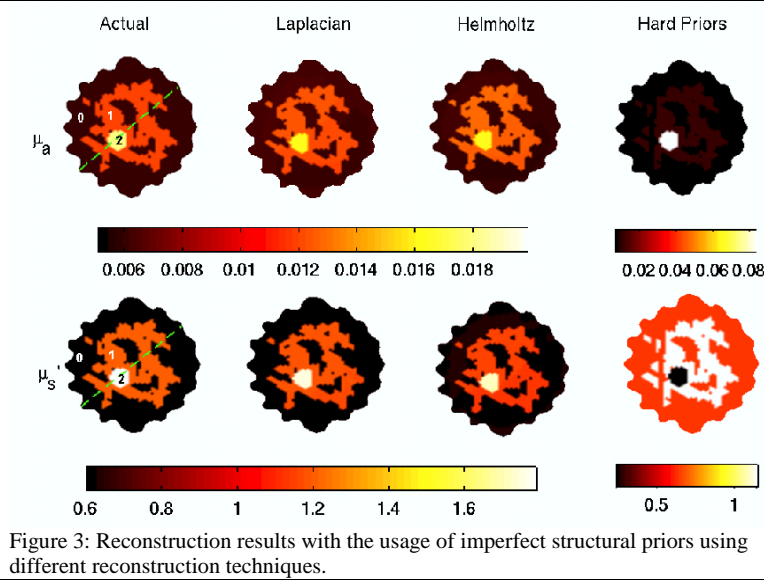 Actual Laplacian Helmholtz Hard Priors
0 1 2
μa
0.006 0.008 0.01 0.012 0.014 0.016 0.018
0.02 0.04 0.06 0.08
0 1 2
μs'
0.6 0.8 1 1.2 1.4 1.6
0.5 1
Figure 3: Reconstruction results with the usage of imperfect structural priors using
different reconstruction techniques.